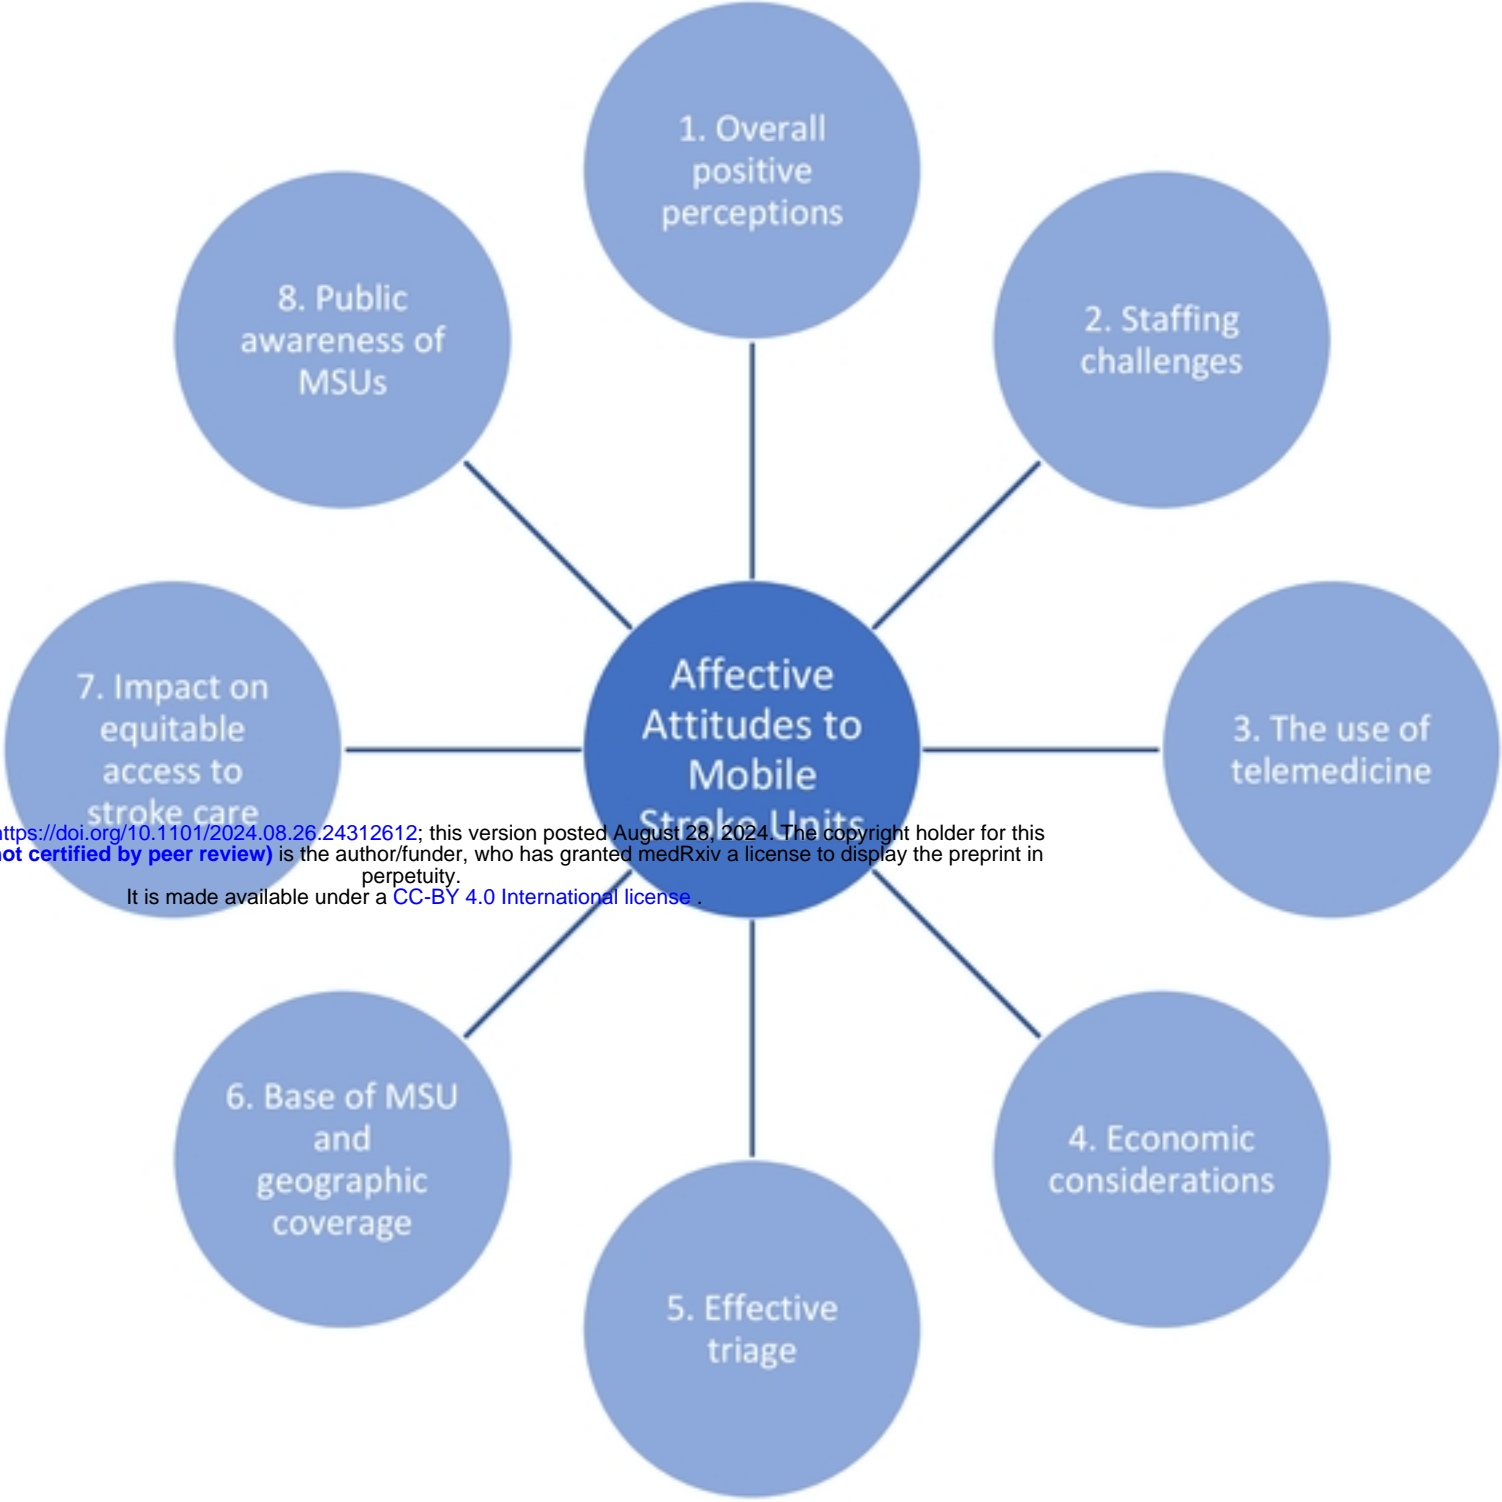 1. Overall
positive
perceptions
2. Staffing
challenges
3. The use of
telemedicine
4. Economic
considerations
5. Effective
triage
6. Base of MSU
and
geographic
coverage
7. Impact on
equitable
access to
stroke care
8. Public
awareness of
MSUs
Affective
Attitudes to
Mobile
Stroke Units
https://doi.org/10.1101/2024.08.26.24312612; this version posted August 28, 2024. The copyright holder for this
not certified by peer review) is the author/funder, who has granted medRxiv a license to display the preprint in
perpetuity.
It is made available under a CC-BY 4.0 International license .